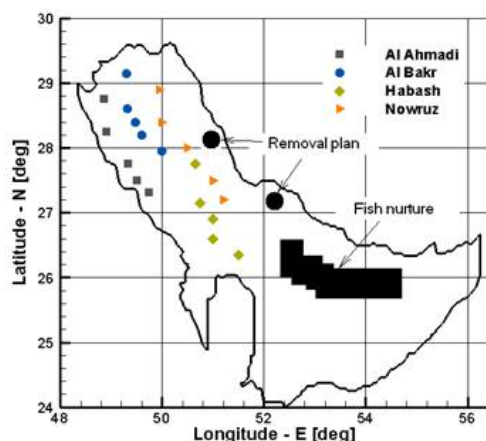 30
29
28
27
26
25
24
48
50
52
54
56
Latitude - N [deg]
Longitude - E [deg]
Al Ahmadi
Al Bakr
Habash
Nowruz
Removal plan
Fish nurture